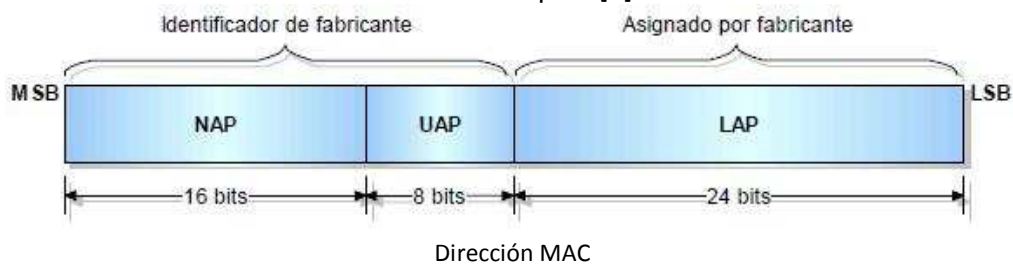 Identificador de fabricante Asignado por fabricante
MSB NAP UAP LAP LSB
16 bits 8 bits 24 bits
Dirección MAC